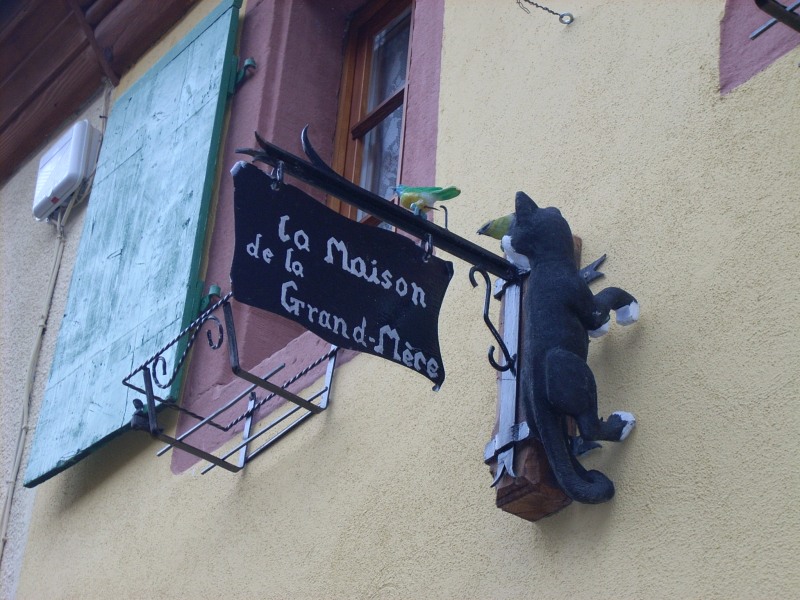 La Maison
de la
Grand-Mère